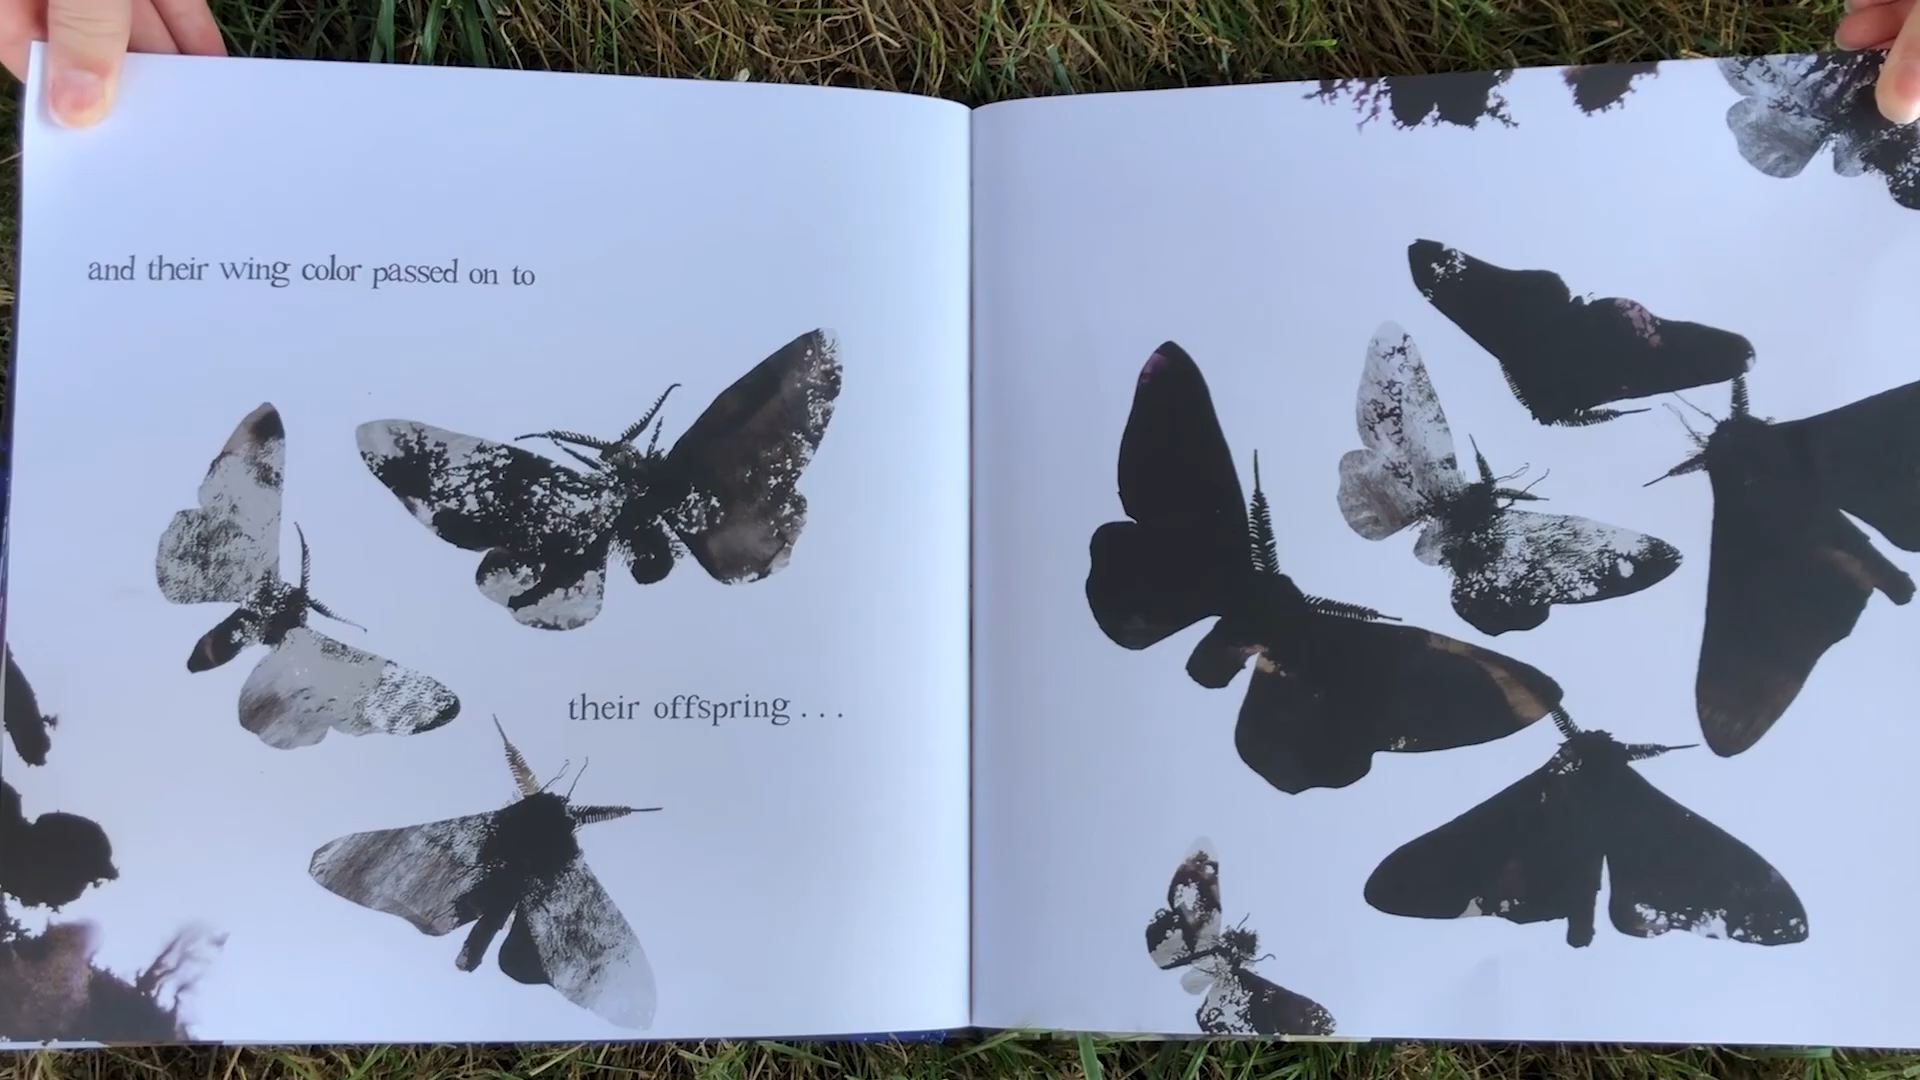 and their wing color passed on to
their offspring . . .